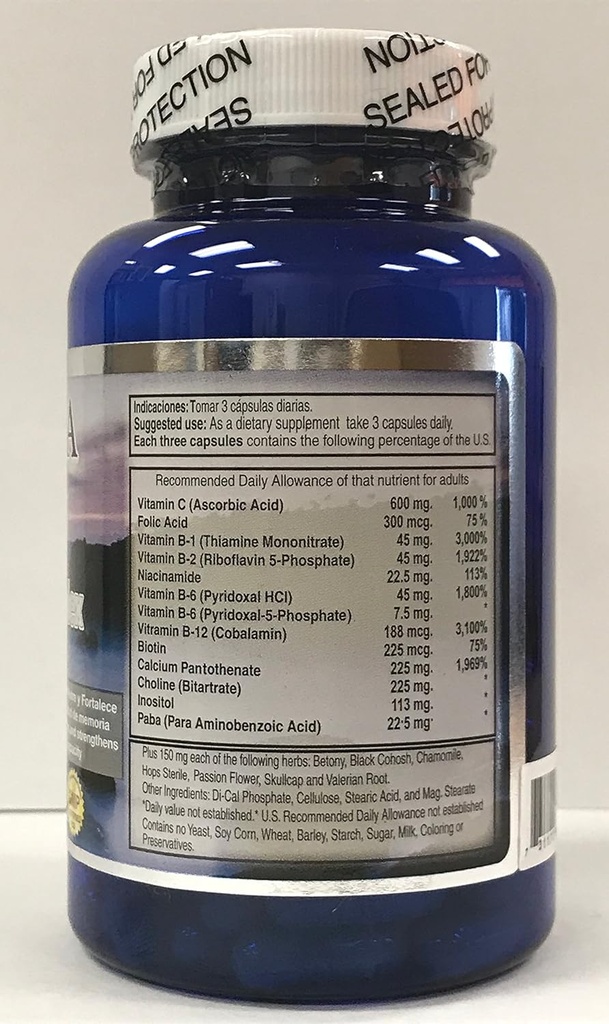 SEALED FOR
PROTECTION
SEALED
Indicaciones: Tomar 3 cápsulas diarias.
Suggested use: As a dietary supplement take 3 capsules daily.
Each three capsules contains the following percentage of the U.S.
Recommended Daily Allowance of that nutrient for adults
Vitamin C (Ascorbic Acid) 600 mg. 1,000 %
Folic Acid 300 mcg. 75 %
Vitamin B-1 (Thiamine Mononitrate) 45 mg. 3,000%
Vitamin B-2 (Riboflavin 5-Phosphate) 45 mg. 1,922%
Niacinamide 22.5 mg. 113%
Vitamin B-6 (Pyridoxal HCl) 45 mg. 1,800%
Vitamin B-6 (Pyridoxal-5-Phosphate) 7.5 mg. *
Vitramin B-12 (Cobalamin) 188 mcg. 3,100%
Biotin 225 mcg. 75%
Calcium Pantothenate 225 mg. 1,969%
Choline (Bitartrate) 225 mg. *
Inositol 113 mg. *
Paba (Para Aminobenzoic Acid) 22·5 mg· *
Plus 150 mg each of the following herbs: Betony, Black Cohosh, Chamomile,
Hops Sterile, Passion Flower, Skullcap and Valerian Root.
Other Ingredients: Di-Cal Phosphate, Cellulose, Stearic Acid, and Mag. Stearate
*Daily value not established.* U.S. Recommended Daily Allowance not established
Contains no Yeast, Soy Corn, Wheat, Barley, Starch, Sugar, Milk, Coloring or
Preservatives.
A
lex
y Fortalece
memoria
strengthens